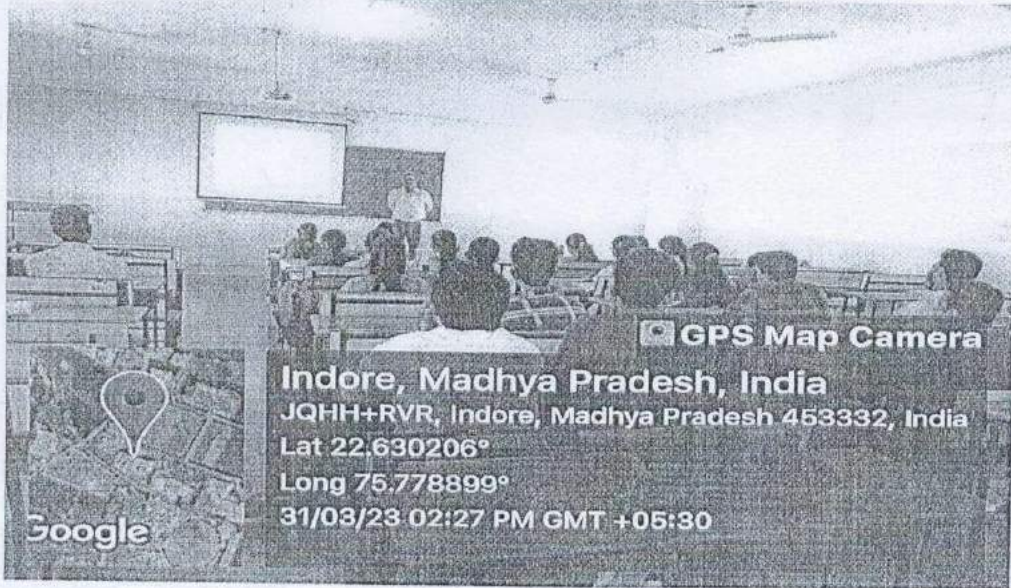 GPS Map Camera
Indore, Madhya Pradesh, India
JQHH+RVR, Indore, Madhya Pradesh 453332, India
Lat 22.630206°
Long 75.778899°
31/03/23 02:27 PM GMT +05:30
Google